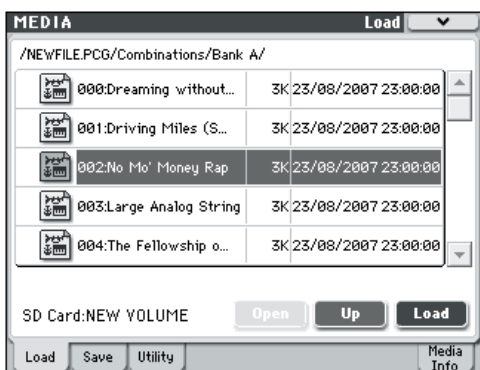 MEDIA Load
/NEWFILE.PCG/Combinations/Bank A/
000:Dreaming without... 3K 23/08/2007 23:00:00
001:Driving Miles (S... 3K 23/08/2007 23:00:00
002:No Mo' Money Rap 3K 23/08/2007 23:00:00
003:Large Analog String 3K 23/08/2007 23:00:00
004:The Fellowship o... 3K 23/08/2007 23:00:00
SD Card:NEW VOLUME Open Up Load
Load Save Utility Media Info